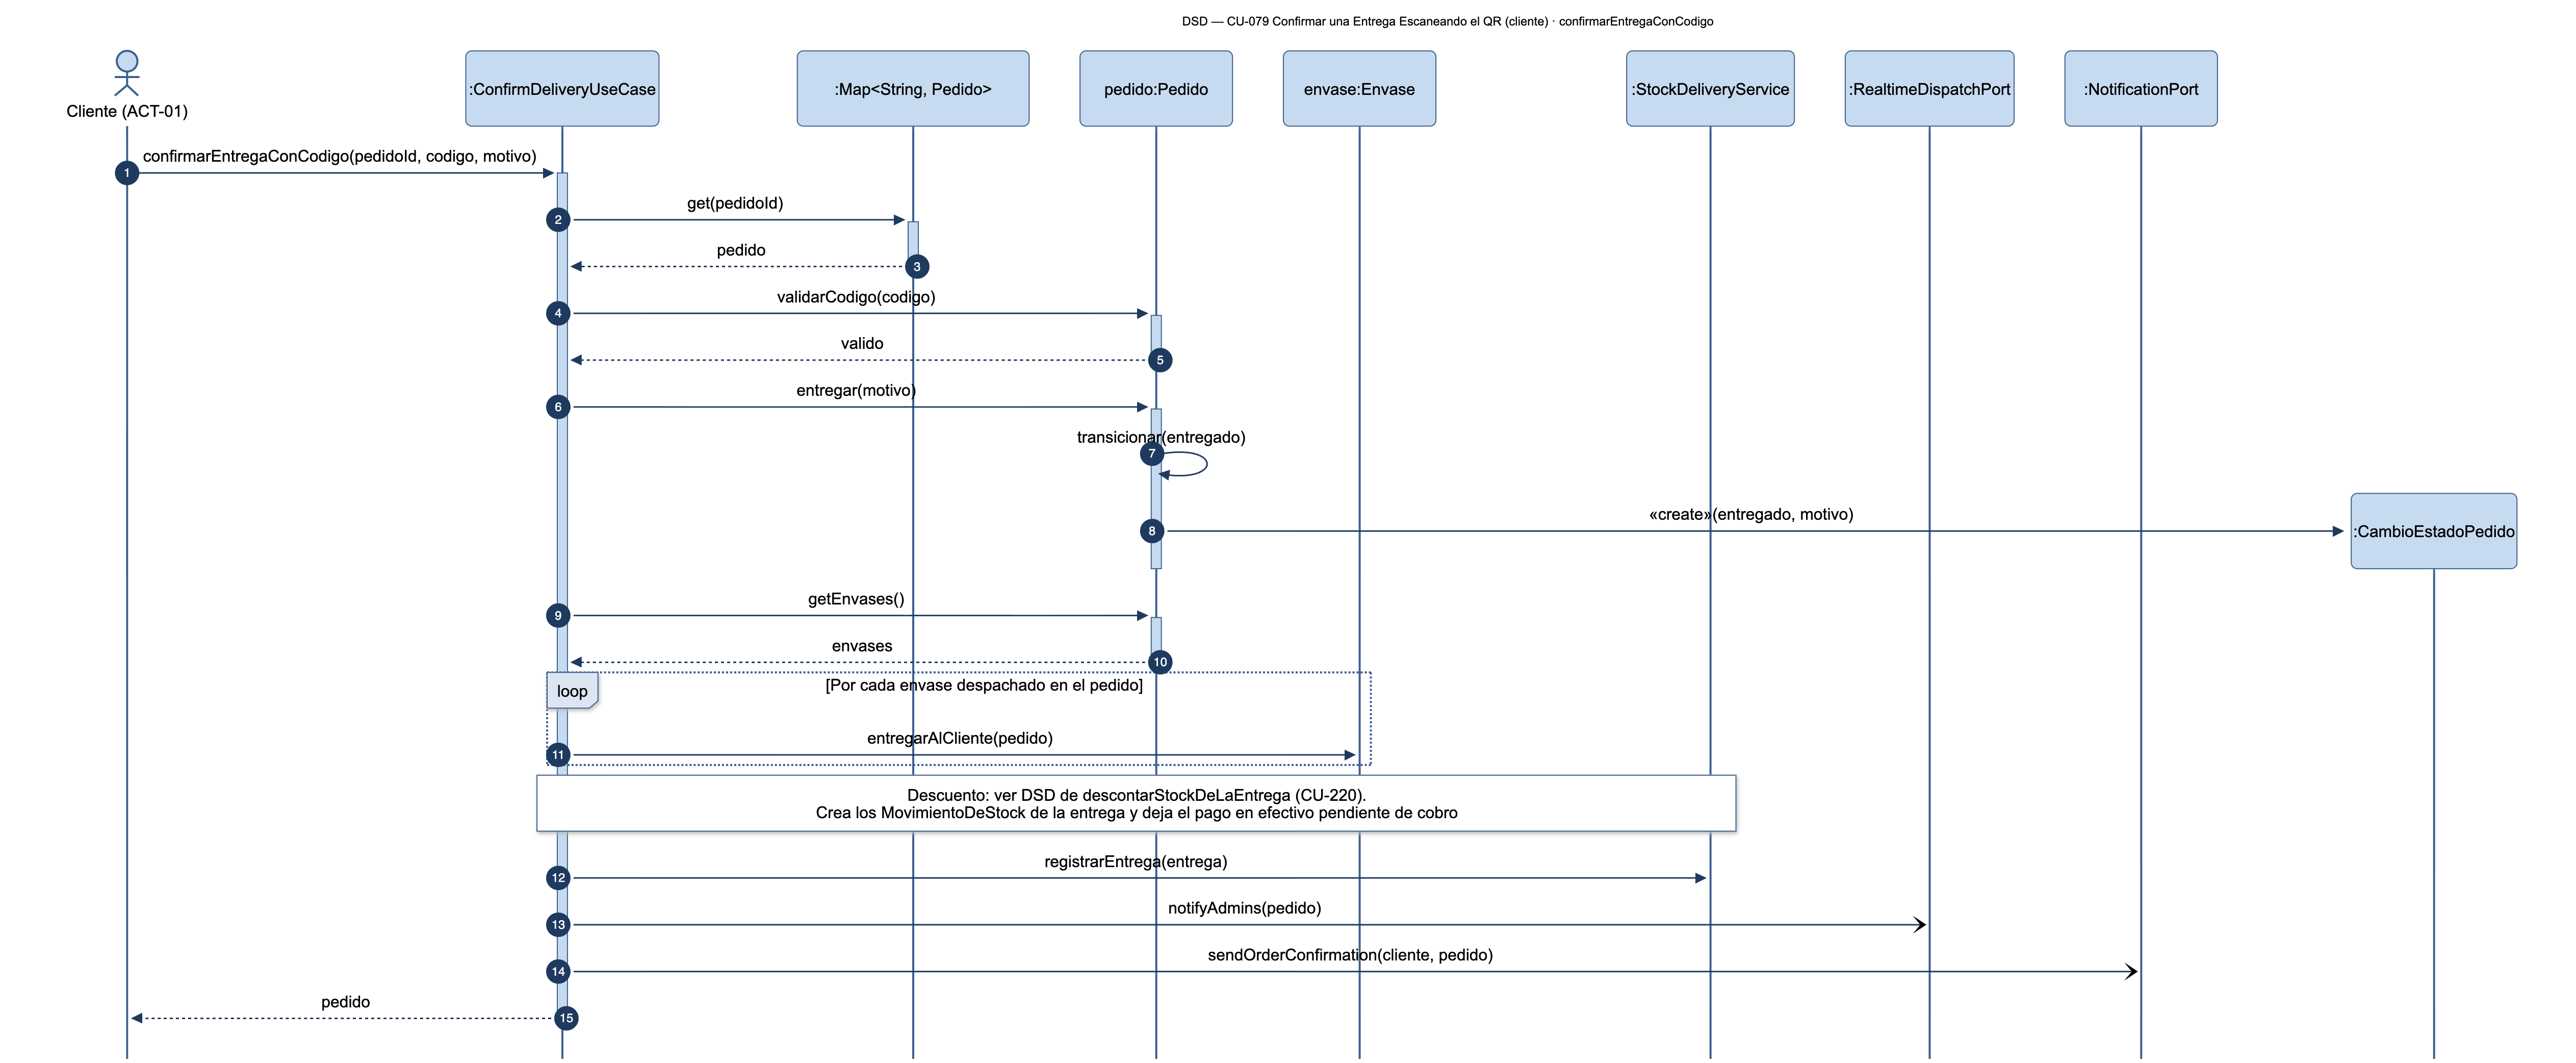 DSD — CU-079 Confirmar una Entrega Escaneando el QR (cliente) · confirmarEntregaConCodigo
Cliente (ACT-01)
:ConfirmDeliveryUseCase
:Map<String, Pedido>
pedido:Pedido
envase:Envase
:StockDeliveryService
:RealtimeDispatchPort
:NotificationPort
confirmarEntregaConCodigo(pedidoId, codigo, motivo)
1
get(pedidoId)
2
pedido
3
validarCodigo(codigo)
4
valido
5
entregar(motivo)
6
transicionar(entregado)
7
«create»(entregado, motivo)
8
:CambioEstadoPedido
getEnvases()
9
envases
10
loop
[Por cada envase despachado en el pedido]
entregarAlCliente(pedido)
11
Descuento: ver DSD de descontarStockDeLaEntrega (CU-220).
Crea los MovimientoDeStock de la entrega y deja el pago en efectivo pendiente de cobro
registrarEntrega(entrega)
12
notifyAdmins(pedido)
13
sendOrderConfirmation(cliente, pedido)
14
pedido
15